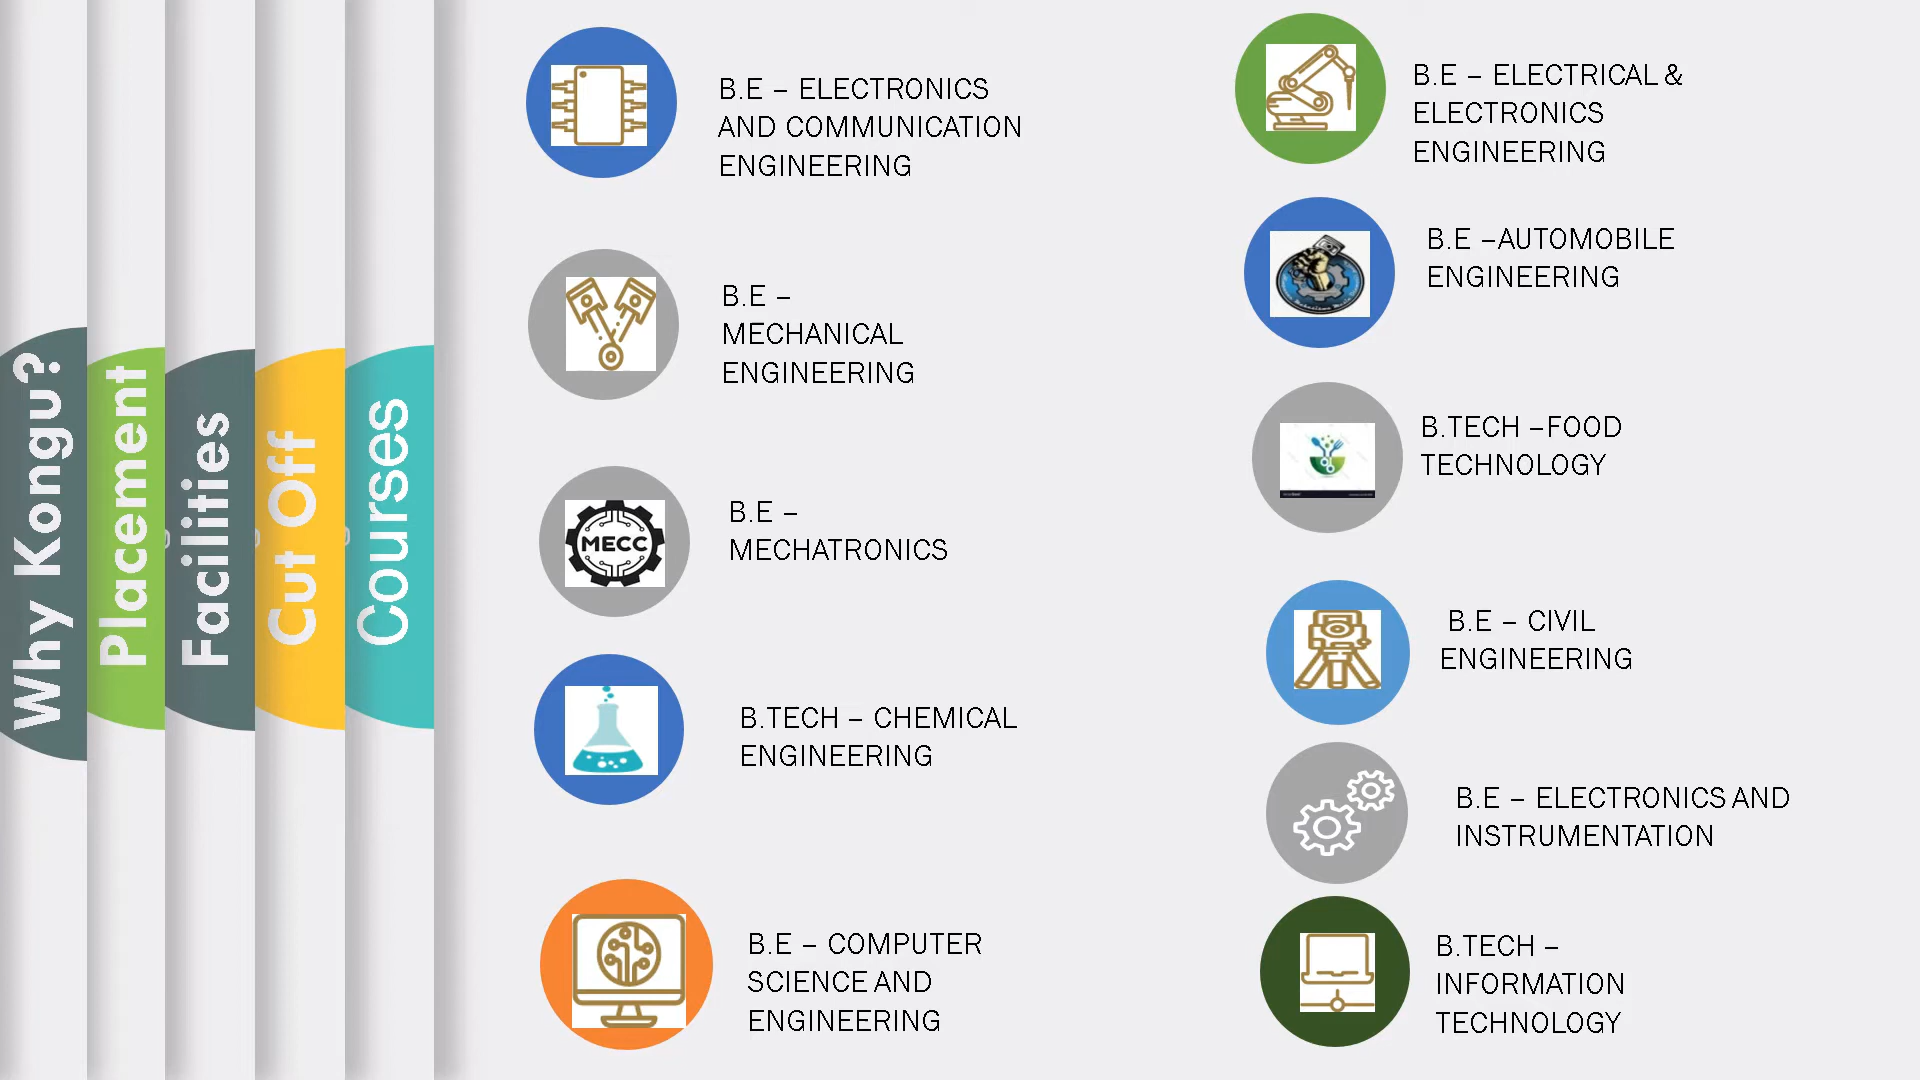 Why Kongu?
Placement
Facilities
Cut Off
Courses
B.E – ELECTRONICS
AND COMMUNICATION
ENGINEERING
B.E –
MECHANICAL
ENGINEERING
MECC
B.E –
MECHATRONICS
B.TECH – CHEMICAL
ENGINEERING
B.E – COMPUTER
SCIENCE AND
ENGINEERING
B.E – ELECTRICAL &
ELECTRONICS
ENGINEERING
B.E –AUTOMOBILE
ENGINEERING
B.TECH –FOOD
TECHNOLOGY
B.E – CIVIL
ENGINEERING
B.E – ELECTRONICS AND
INSTRUMENTATION
B.TECH –
INFORMATION
TECHNOLOGY